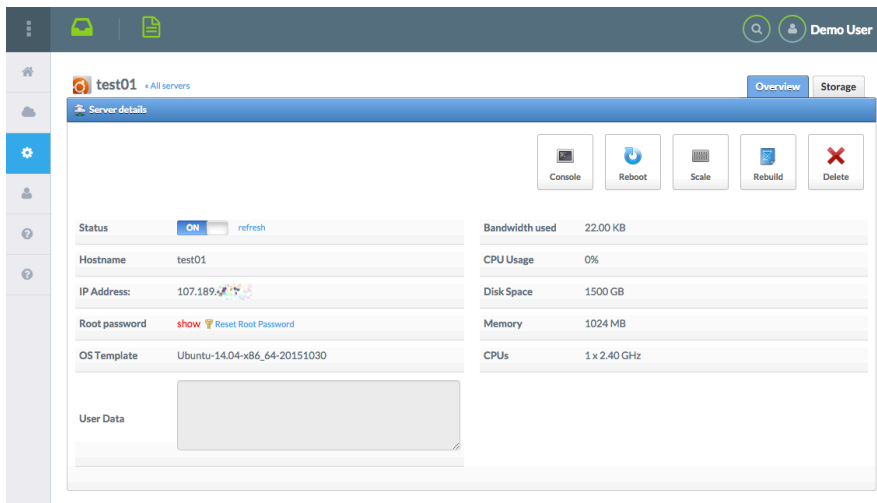 Demo User
test01 « All servers
Overview Storage
Server details
Console Reboot Scale Rebuild Delete
Status ON refresh
Bandwidth used 22.00 KB
Hostname test01
CPU Usage 0%
IP Address: 107.189.
Disk Space 1500 GB
Root password show Reset Root Password
Memory 1024 MB
OS Template Ubuntu-14.04-x86_64-20151030
CPUs 1 x 2.40 GHz
User Data